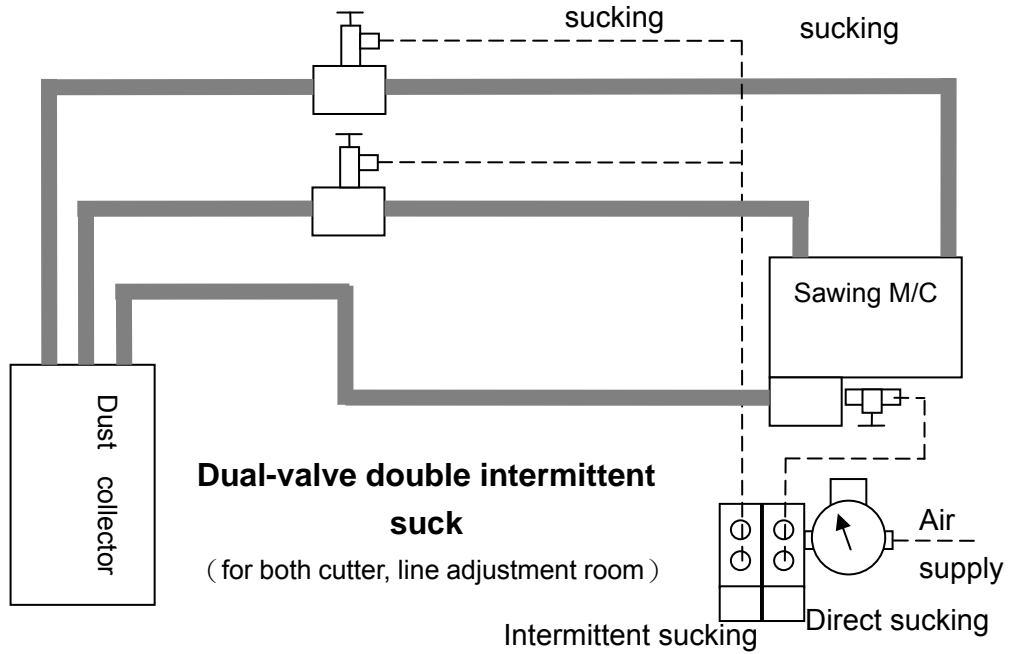 sucking
sucking
Sawing M/C
Dust collector
Dual-valve double intermittent
suck
（for both cutter, line adjustment room）
Air
supply
Direct sucking
Intermittent sucking